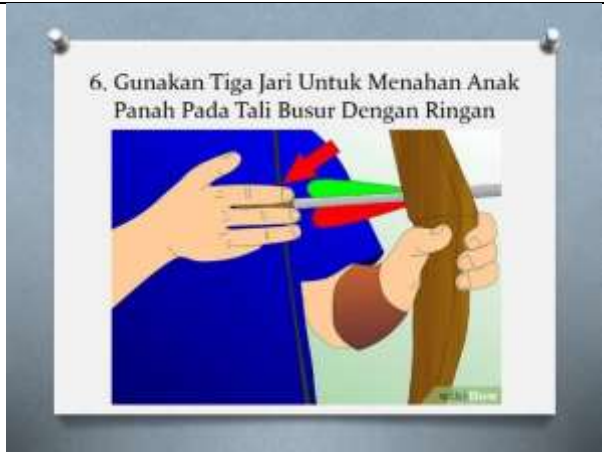 6. Gunakan Tiga Jari Untuk Menahan Anak
Panah Pada Tali Busur Dengan Ringan
wikiHow